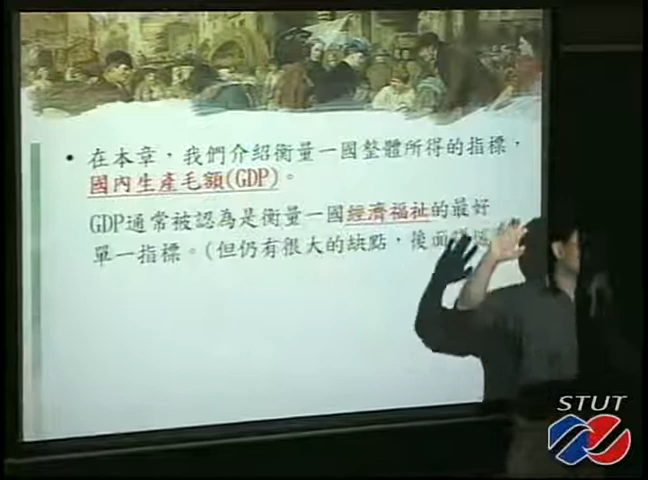 • 在本章，我們介紹衡量一國整體所得的指標，
國內生產毛額(GDP)。
GDP通常被認為是衡量一國經濟福祉的最好
單一指標。(但仍有很大的缺點，後面
STUT